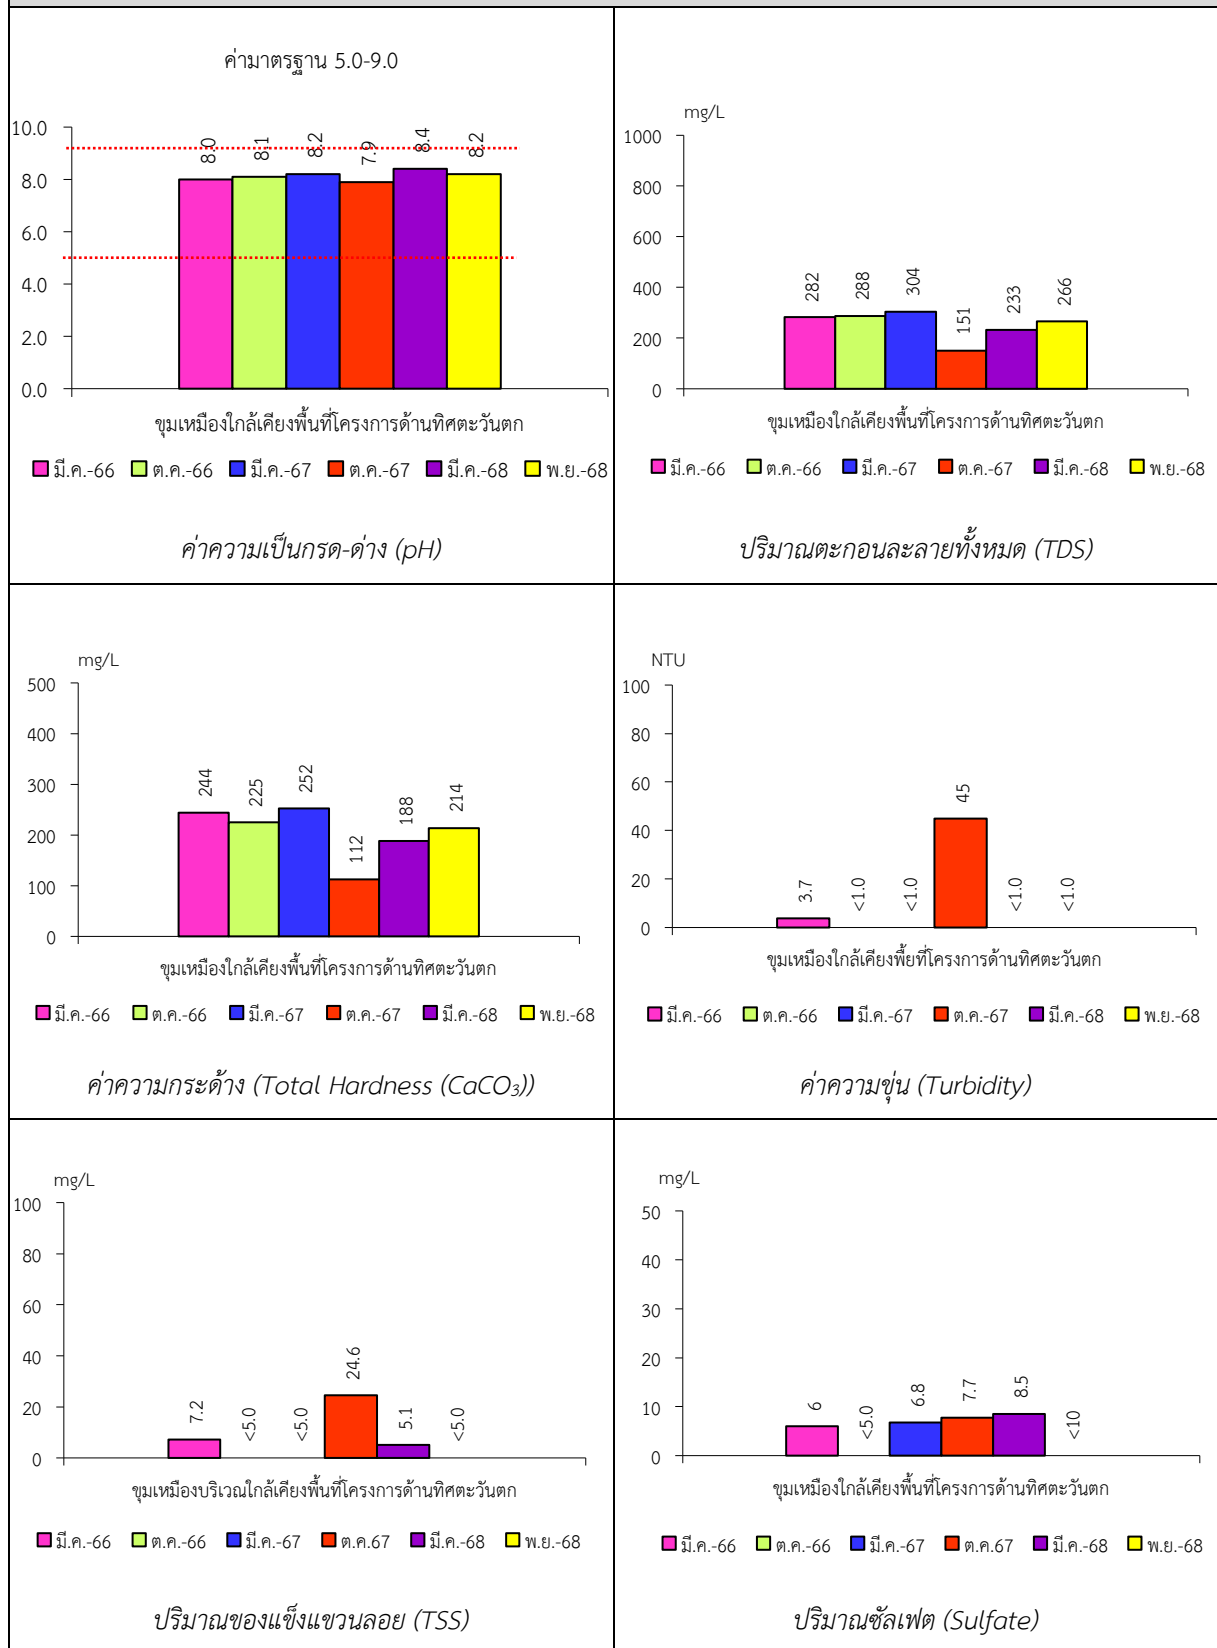 ค่ามาตรฐาน 5.0-9.0
10.0
8.0
6.0
4.0
2.0
0.0
8.0 8.1 8.2 7.9 8.4 8.2
ขุมเหมืองใกล้เคียงพื้นที่โครงการด้านทิศตะวันตก
มี.ค.-66 ต.ค.-66 มี.ค.-67 ต.ค.-67 มี.ค.-68 พ.ย.-68
ค่าความเป็นกรด-ด่าง (pH)
mg/L
1000
800
600
400
200
0
282 288 304 151 233 266
ขุมเหมืองใกล้เคียงพื้นที่โครงการด้านทิศตะวันตก
มี.ค.-66 ต.ค.-66 มี.ค.-67 ต.ค.-67 มี.ค.-68 พ.ย.-68
ปริมาณตะกอนละลายทั้งหมด (TDS)
mg/L
500
400
300
200
100
0
244 225 252 112 188 214
ขุมเหมืองใกล้เคียงพื้นที่โครงการด้านทิศตะวันตก
มี.ค.-66 ต.ค.-66 มี.ค.-67 ต.ค.-67 มี.ค.-68 พ.ย.-68
ค่าความกระด้าง (Total Hardness (CaCO₃))
NTU
100
80
60
40
20
0
3.7 <1.0 <1.0 45 <1.0 <1.0
ขุมเหมืองใกล้เคียงพื้ยที่โครงการด้านทิศตะวันตก
มี.ค.-66 ต.ค.-66 มี.ค.-67 ต.ค.-67 มี.ค.-68 พ.ย.-68
ค่าความขุ่น (Turbidity)
mg/L
100
80
60
40
20
0
7.2 <5.0 <5.0 24.6 5.1 <5.0
ขุมเหมืองบริเวณใกล้เคียงพื้นที่โครงการด้านทิศตะวันตก
มี.ค.-66 ต.ค.-66 มี.ค.-67 ต.ค.67 มี.ค.-68 พ.ย.-68
ปริมาณของแข็งแขวนลอย (TSS)
mg/L
50
40
30
20
10
0
6 <5.0 6.8 7.7 8.5 <10
ขุมเหมืองใกล้เคียงพื้นที่โครงการด้านทิศตะวันตก
มี.ค.-66 ต.ค.-66 มี.ค.-67 ต.ค.67 มี.ค.-68 พ.ย.-68
ปริมาณซัลเฟต (Sulfate)